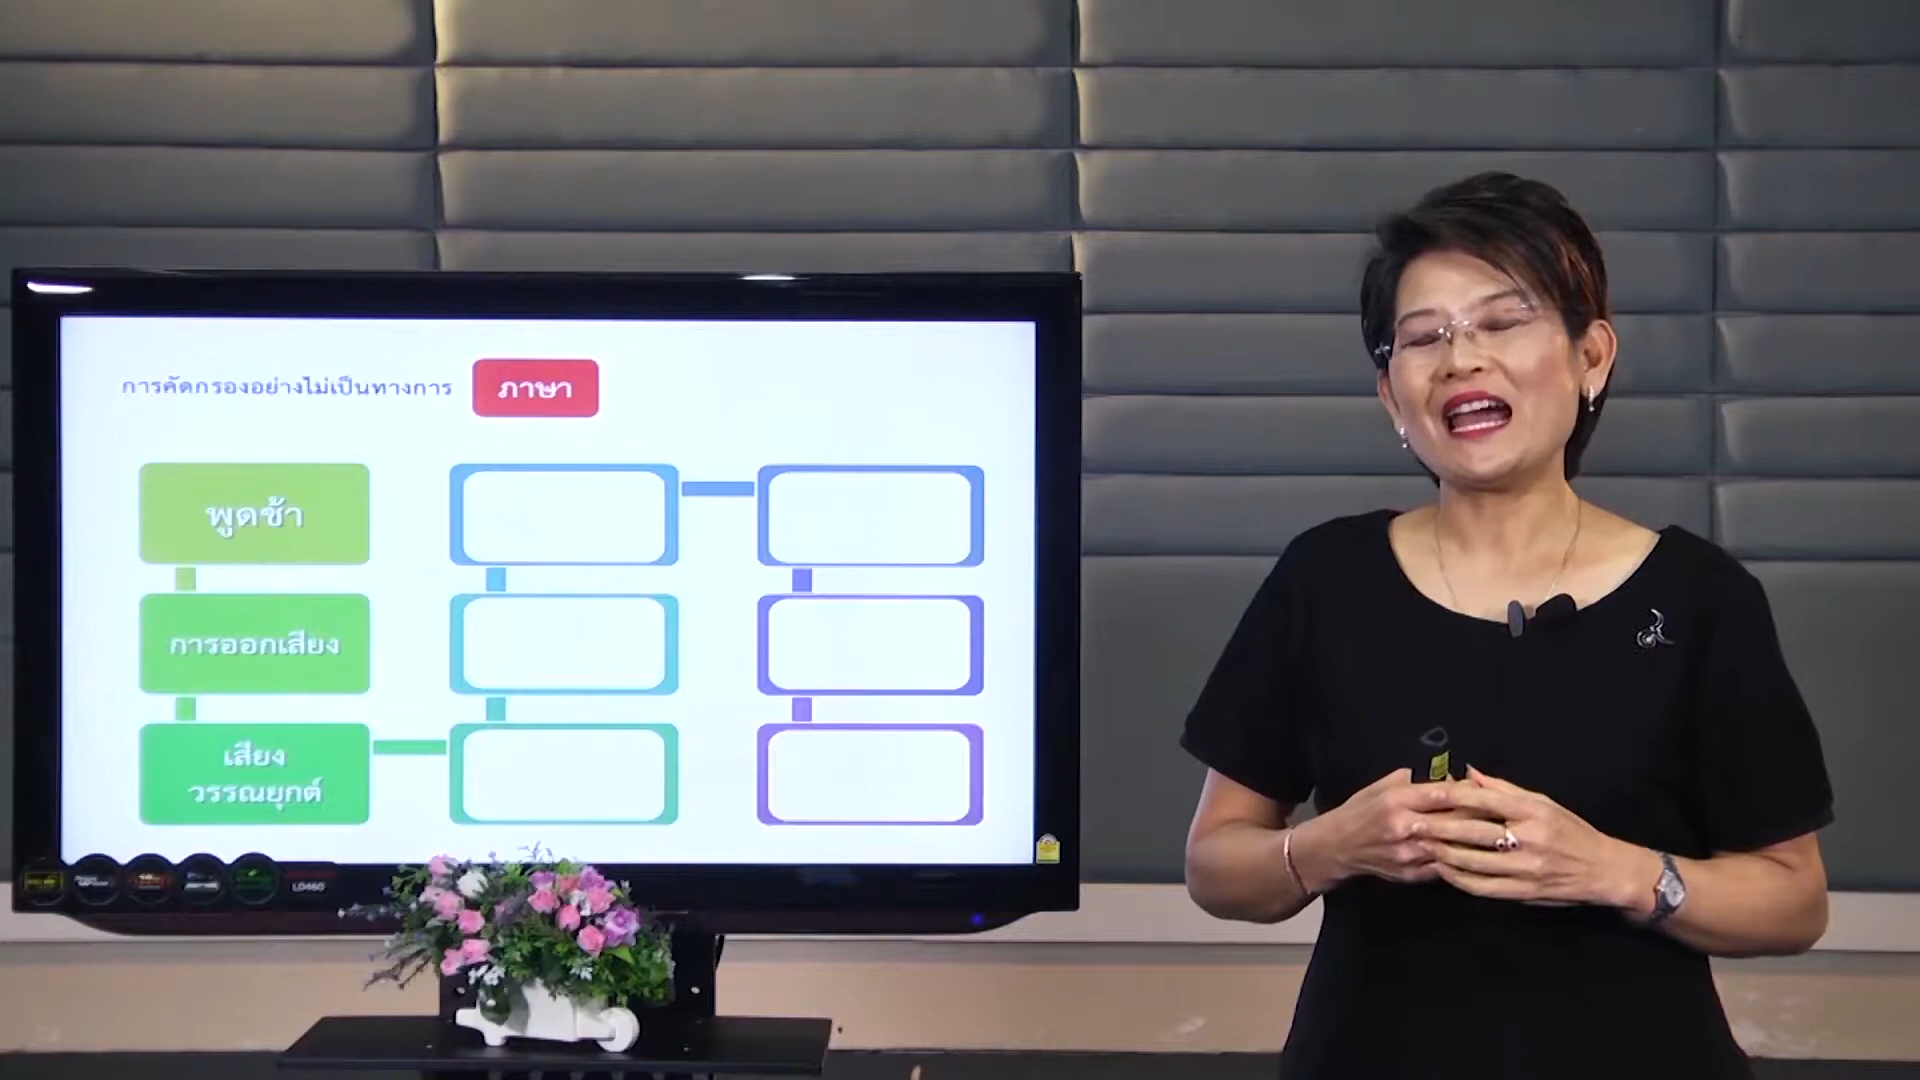 การคัดกรองอย่างไม่เป็นทางการ
ภาษา
พูดช้า
การออกเสียง
เสียง
วรรณยุกต์
LD460